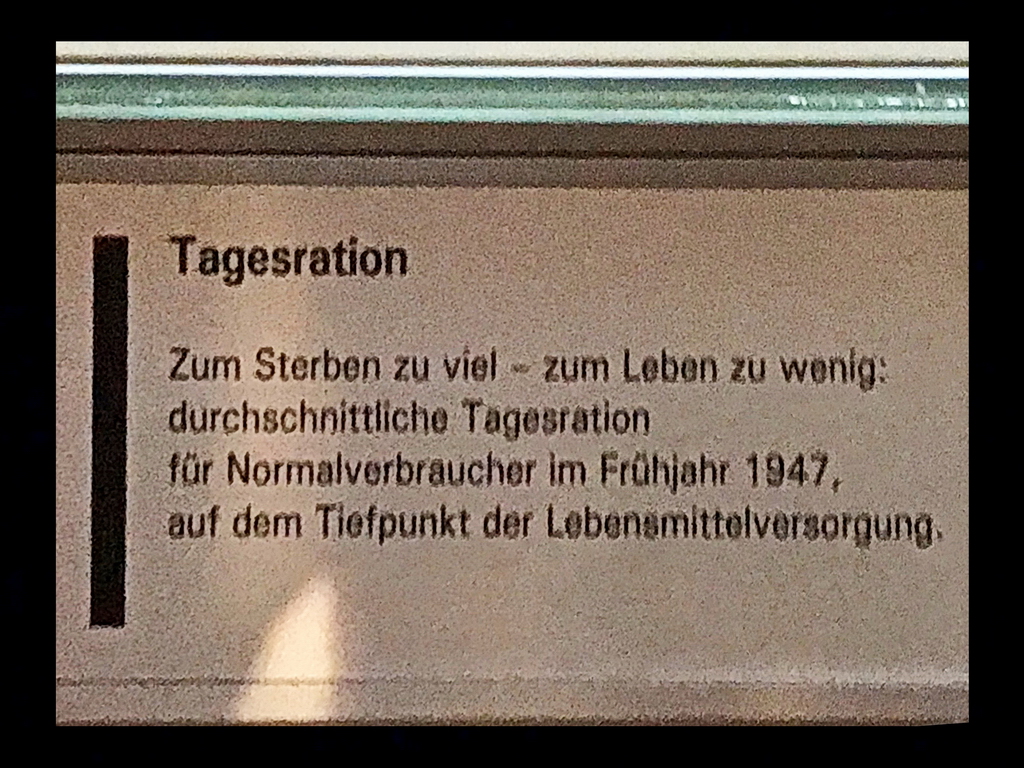 Tagesration
Zum Sterben zu viel – zum Leben zu wenig:
durchschnittliche Tagesration
für Normalverbraucher im Frühjahr 1947,
auf dem Tiefpunkt der Lebensmittelversorgung.